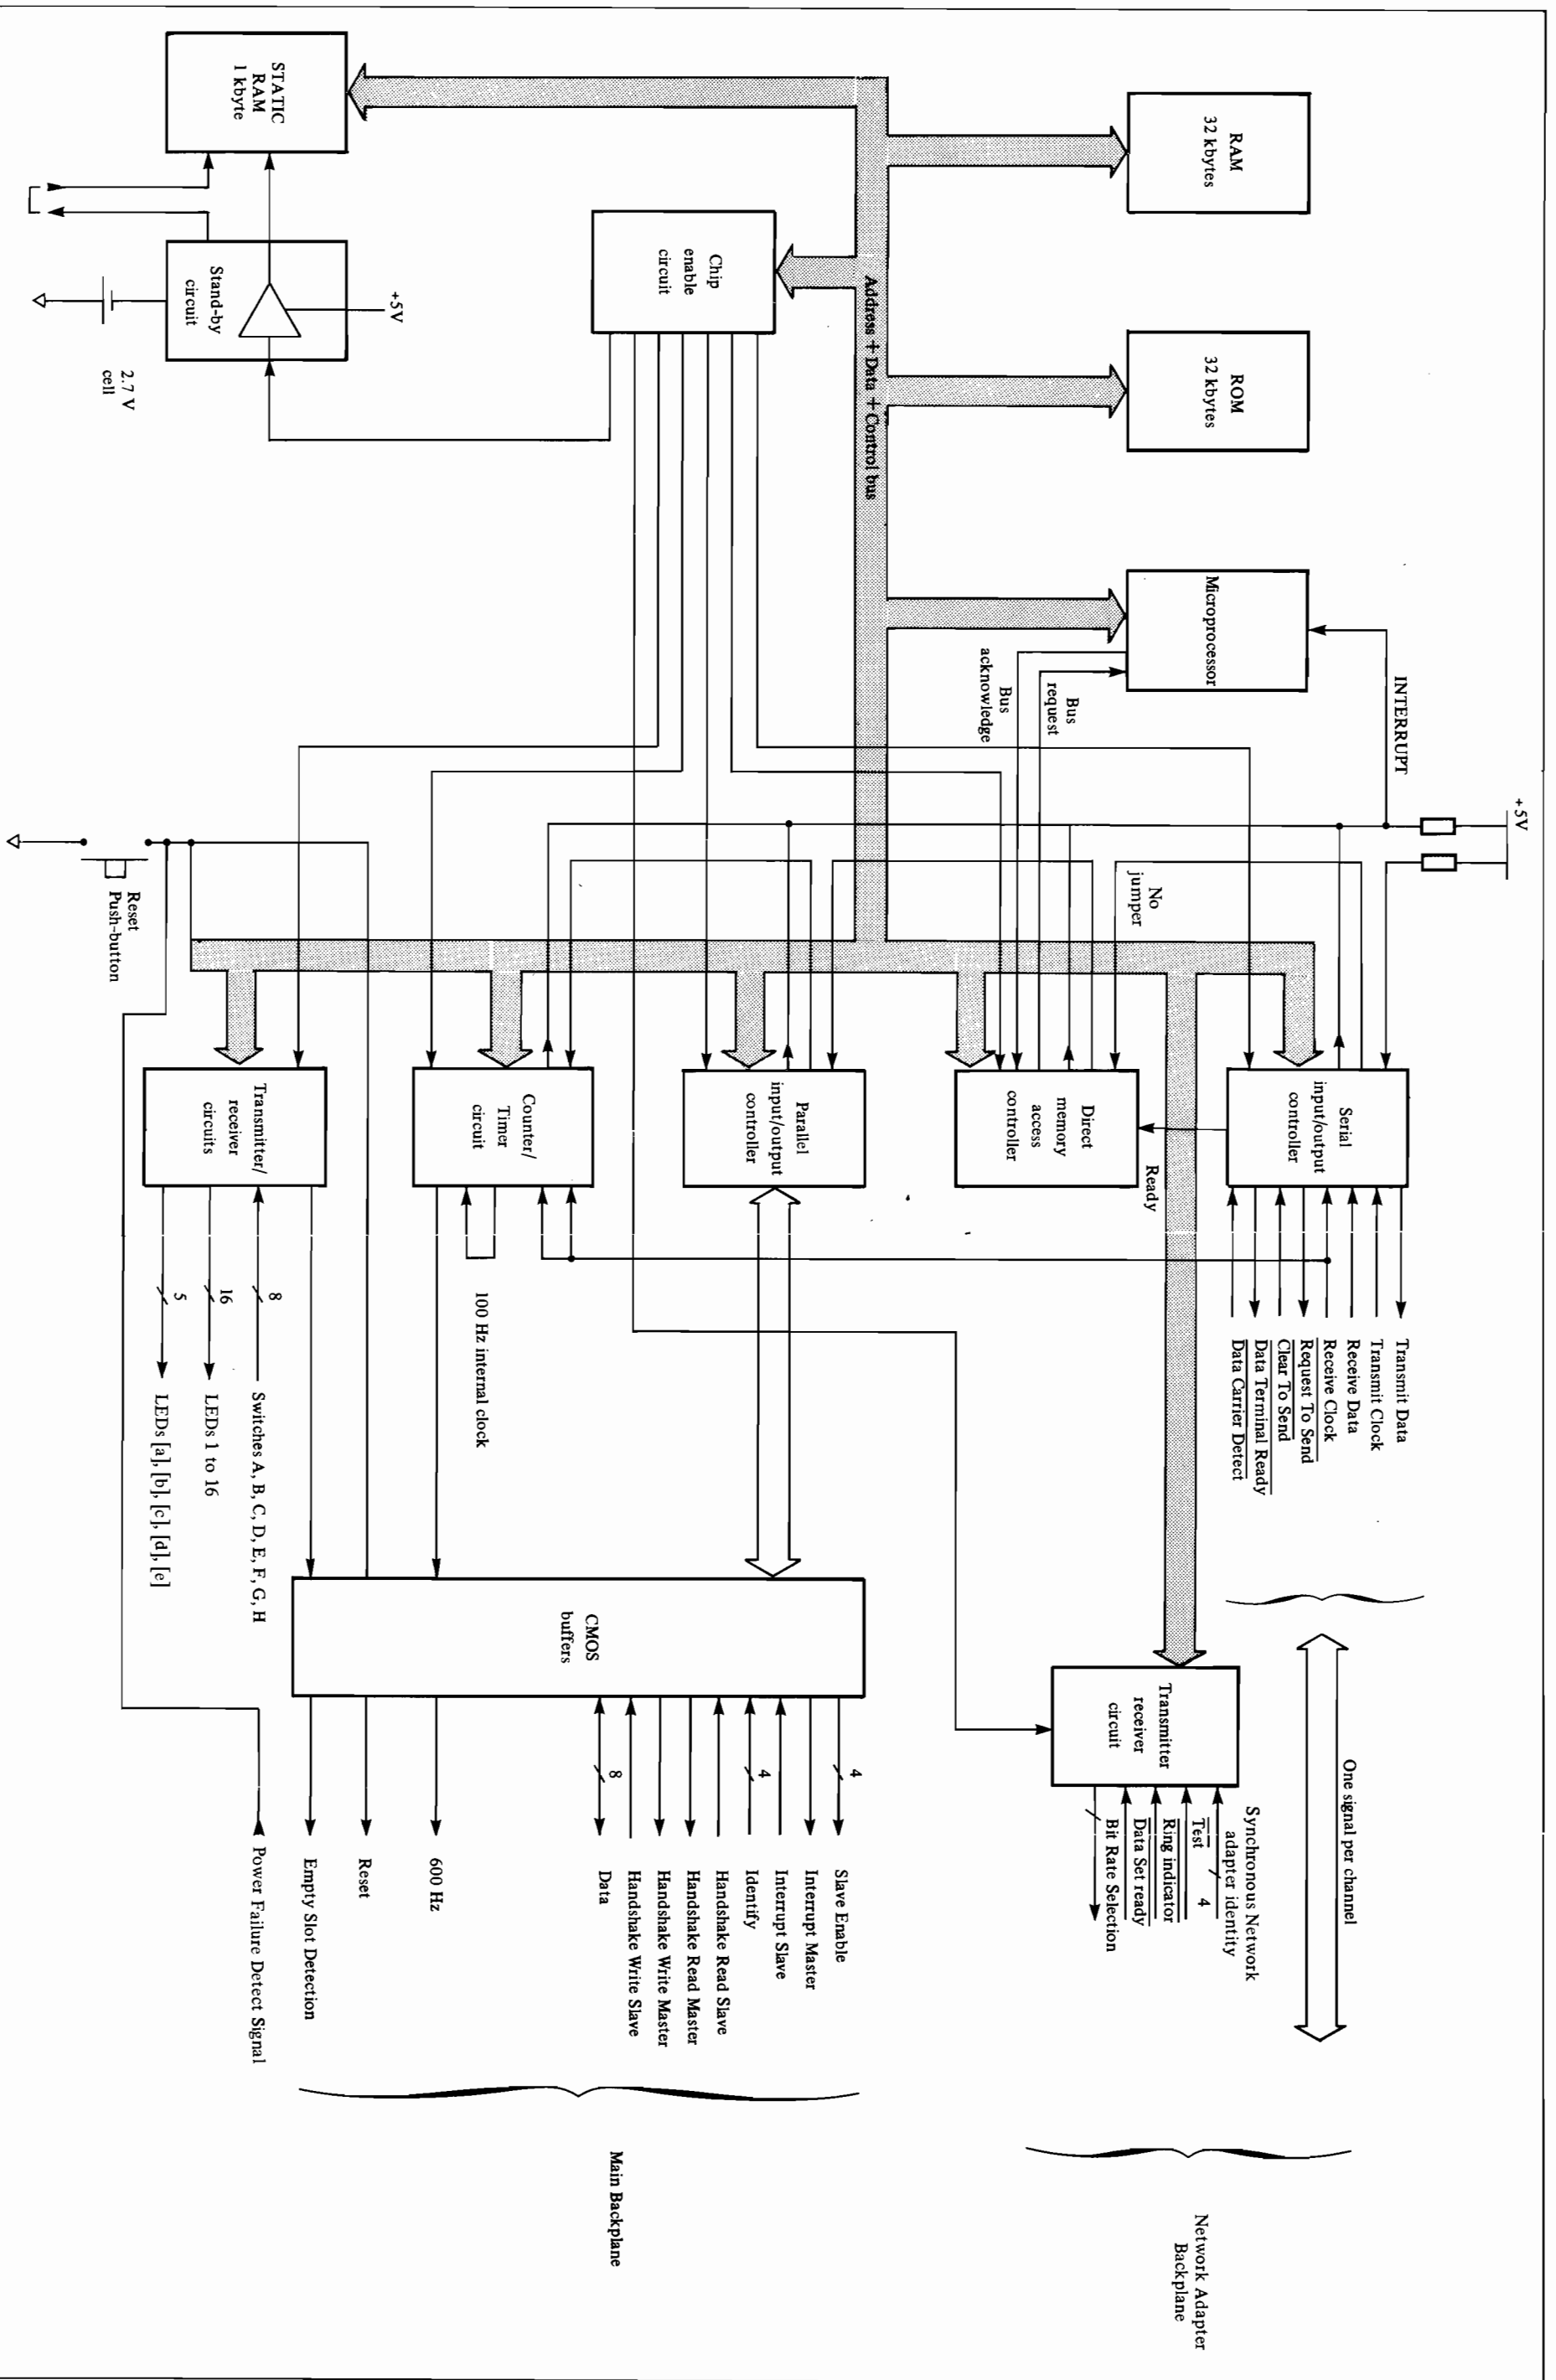 RAM
32 kbytes
ROM
32 kbytes
Microprocessor
INTERRUPT
+5V
Bus
request
Bus
acknowledge
No
jumper
Address + Data + Control bus
STATIC
RAM
1 kbyte
Chip
enable
circuit
+5V
Stand-by
circuit
2.7 V
cell
Reset
Push-button
Serial
input/output
controller
Ready
Direct
memory
access
controller
Parallel
input/output
controller
Counter/
Timer
circuit
Transmitter/
receiver
circuits
Transmit Data
Transmit Clock
Receive Data
Receive Clock
Request To Send
Clear To Send
Data Terminal Ready
Data Carrier Detect
100 Hz internal clock
8
16
5
Switches A, B, C, D, E, F, G, H
LEDs 1 to 16
LEDs [a], [b], [c], [d], [e]
CMOS
buffers
Transmitter
receiver
circuit
One signal per channel
Synchronous Network
adapter identity
4
Test
Ring indicator
Data Set ready
Bit Rate Selection
4
4
8
Slave Enable
Interrupt Master
Interrupt Slave
Identify
Handshake Read Slave
Handshake Read Master
Handshake Write Master
Handshake Write Slave
Data
600 Hz
Reset
Empty Slot Detection
Power Failure Detect Signal
Network Adapter
Backplane
Main Backplane